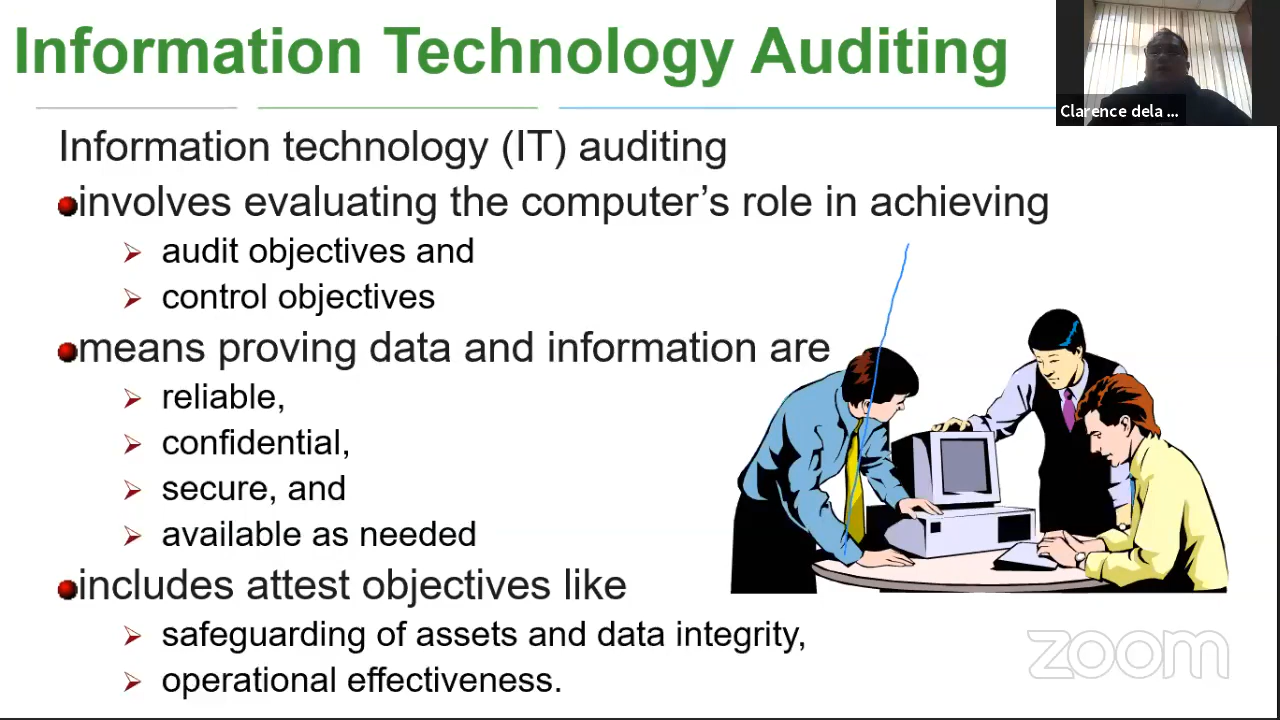 Information Technology Auditing
Clarence dela ...
Information technology (IT) auditing
involves evaluating the computer’s role in achieving
audit objectives and
control objectives
means proving data and information are
reliable,
confidential,
secure, and
available as needed
includes attest objectives like
safeguarding of assets and data integrity,
operational effectiveness.
zoom